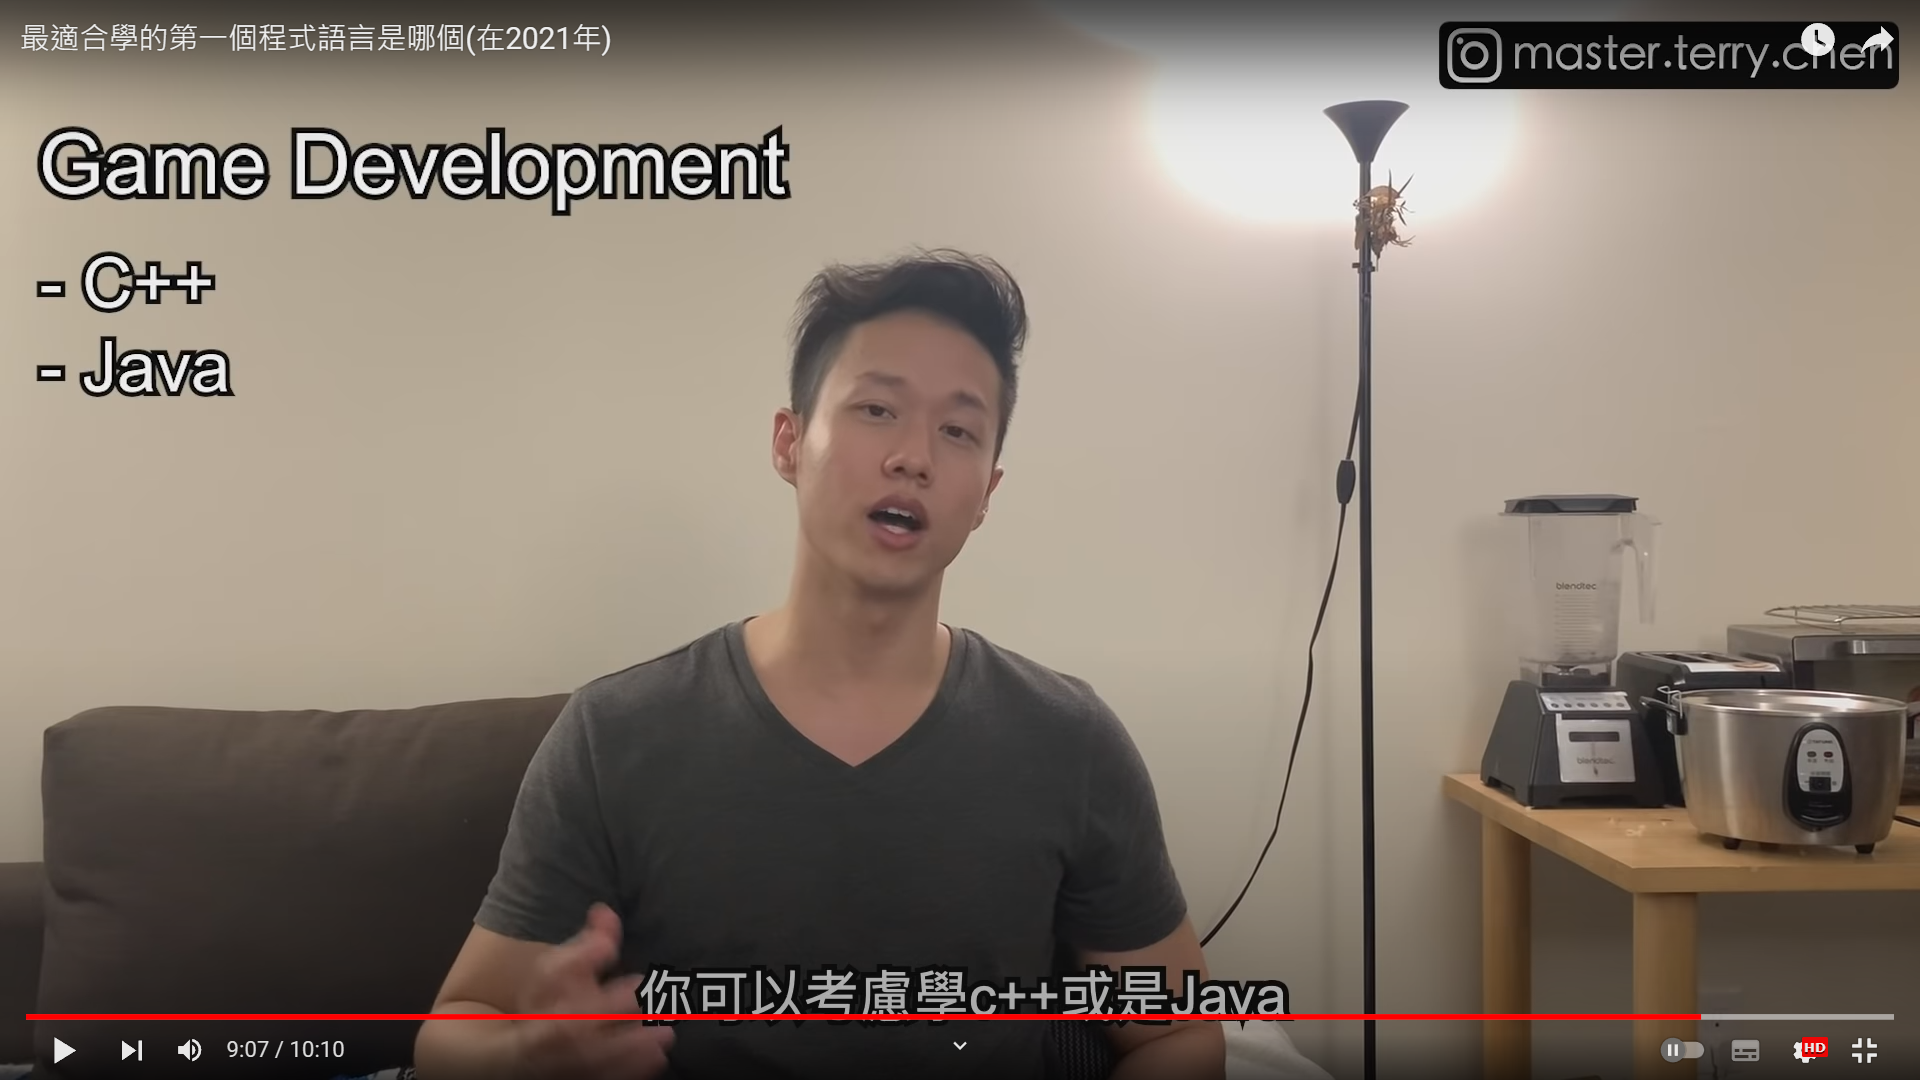 最適合學的第一個程式語言是哪個(在2021年)
master.terry.chen
Game Development
- C++
- Java
blendtec
blendtec
你可以考慮學c++或是Java
9:07 / 10:10
HD